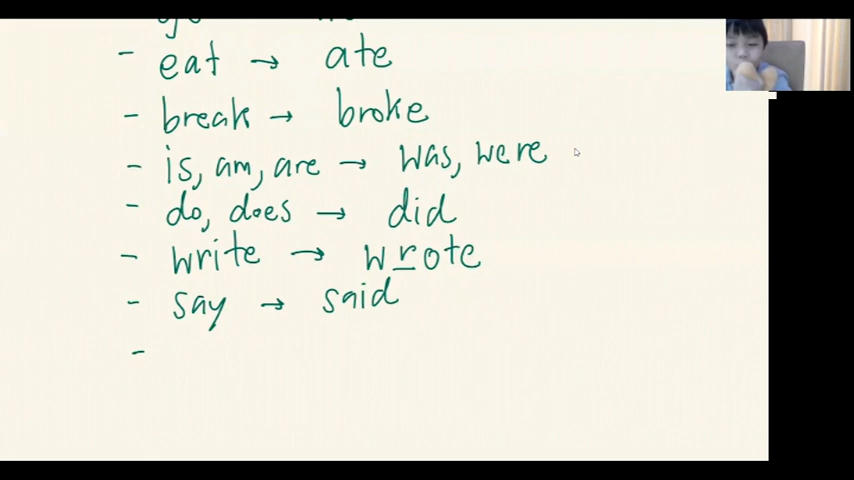 - eat → ate
- break → broke
- is, am, are → was, were
- do, does → did
- write → wrote
- say → said
-